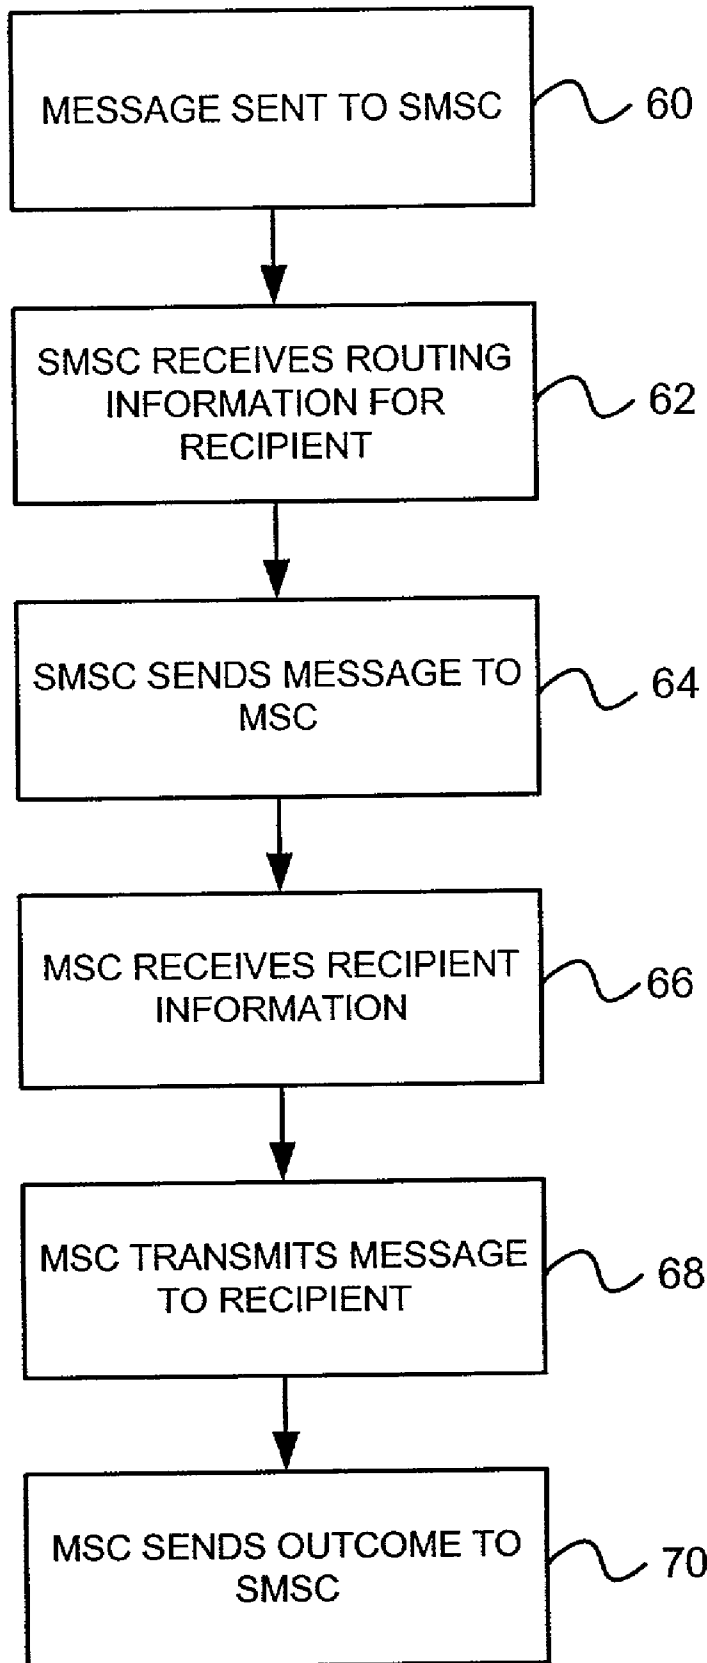 MESSAGE SENT TO SMSC
60
SMSC RECEIVES ROUTING
INFORMATION FOR
RECIPIENT
62
SMSC SENDS MESSAGE TO
MSC
64
MSC RECEIVES RECIPIENT
INFORMATION
66
MSC TRANSMITS MESSAGE
TO RECIPIENT
68
MSC SENDS OUTCOME TO
SMSC
70